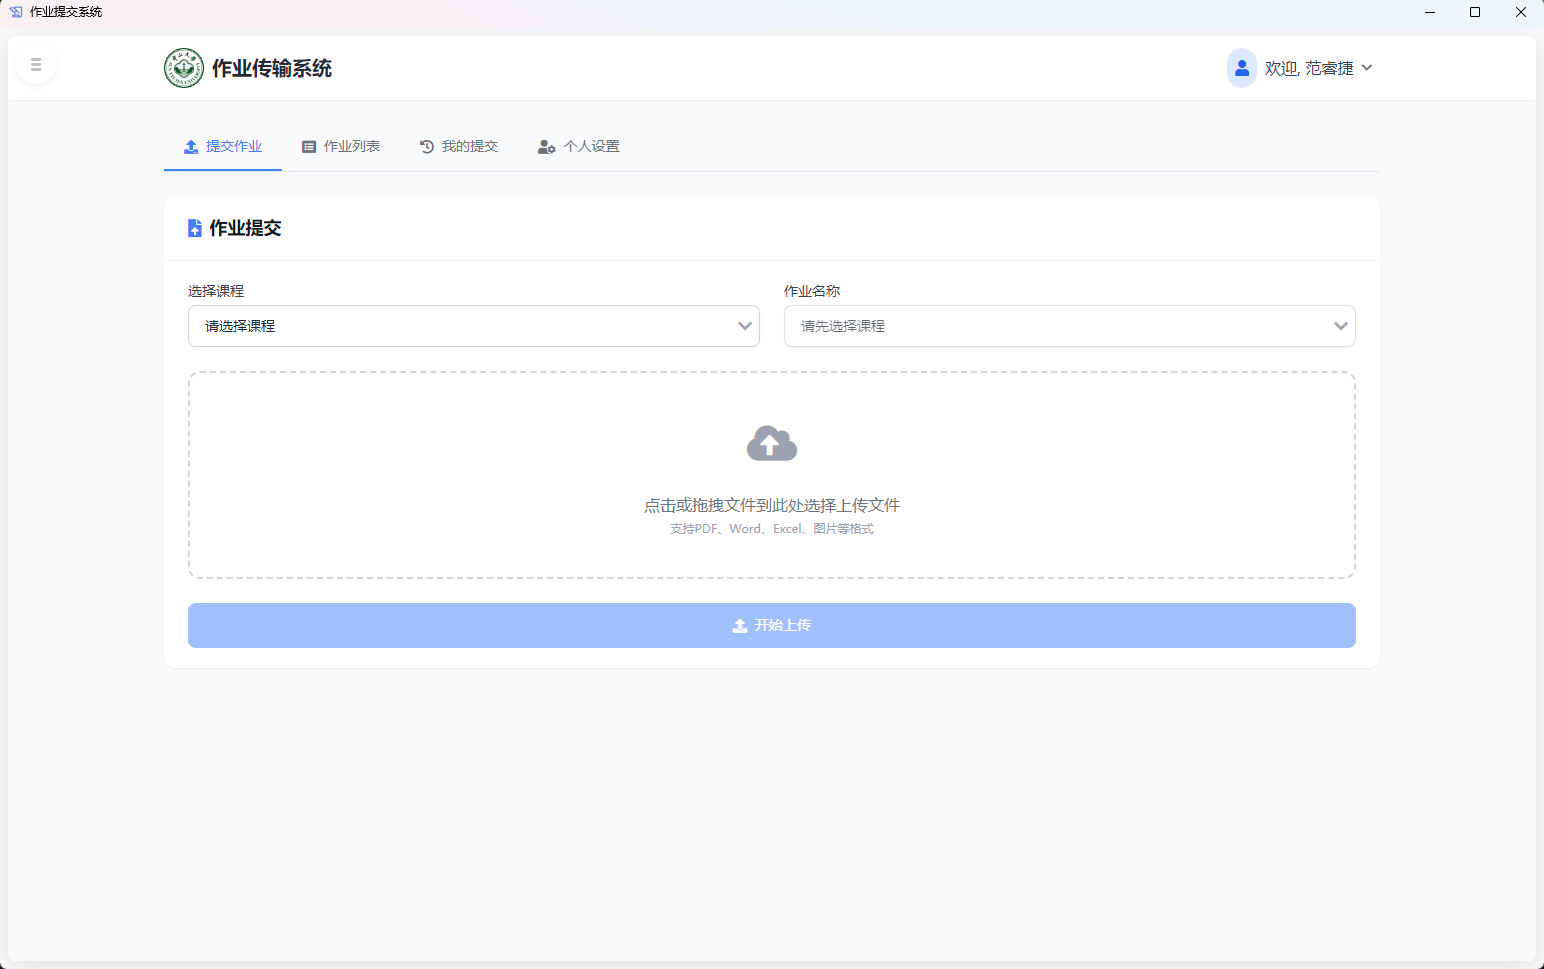 作业提交系统
作业传输系统
欢迎, 范睿捷
提交作业
作业列表
我的提交
个人设置
作业提交
选择课程
作业名称
请选择课程
请先选择课程
点击或拖拽文件到此处选择上传文件
支持PDF、Word、Excel、图片等格式
开始上传